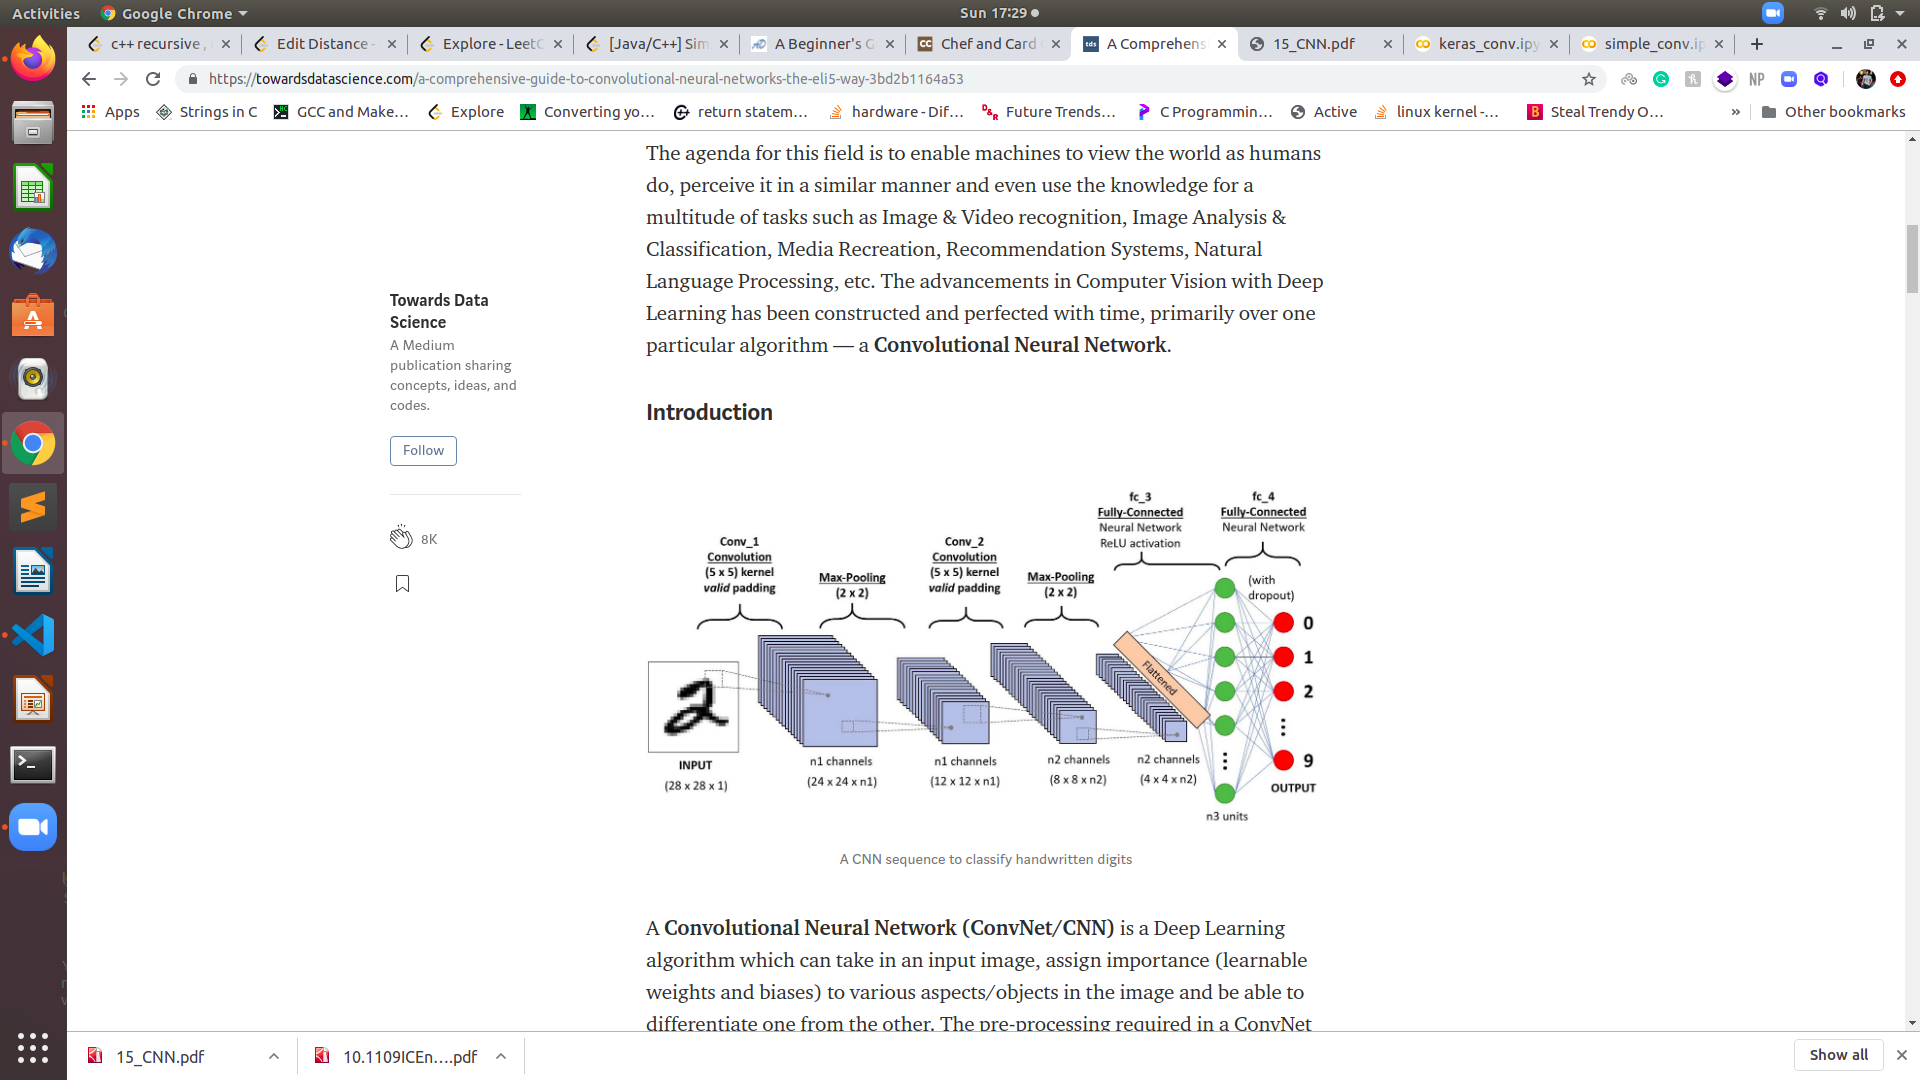 Activities
Google Chrome
Sun 17:29
c++ recursive ,
Edit Distance -
Explore - LeetC
[Java/C++] Sim
A Beginner's G
Chef and Card
A Comprehens
15_CNN.pdf
keras_conv.ipy
simple_conv.ip
https://towardsdatascience.com/a-comprehensive-guide-to-convolutional-neural-networks-the-eli5-way-3bd2b1164a53
Apps
Strings in C
GCC and Make...
Explore
Converting yo...
return statem...
hardware - Dif...
Future Trends...
C Programmin...
Active
linux kernel -...
Steal Trendy O...
»
Other bookmarks
The agenda for this field is to enable machines to view the world as humans
do, perceive it in a similar manner and even use the knowledge for a
multitude of tasks such as Image & Video recognition, Image Analysis &
Classification, Media Recreation, Recommendation Systems, Natural
Language Processing, etc. The advancements in Computer Vision with Deep
Learning has been constructed and perfected with time, primarily over one
particular algorithm — a Convolutional Neural Network.
Towards Data
Science
A Medium
publication sharing
concepts, ideas, and
codes.
Follow
8K
Introduction
Conv_1
Convolution
(5 x 5) kernel
valid padding
Max-Pooling
(2 x 2)
Conv_2
Convolution
(5 x 5) kernel
valid padding
Max-Pooling
(2 x 2)
fc_3
Fully-Connected
Neural Network
ReLU activation
fc_4
Fully-Connected
Neural Network
(with
dropout)
Flattened
2
0
1
2
9
INPUT
(28 x 28 x 1)
n1 channels
(24 x 24 x n1)
n1 channels
(12 x 12 x n1)
n2 channels
(8 x 8 x n2)
n2 channels
(4 x 4 x n2)
OUTPUT
n3 units
A CNN sequence to classify handwritten digits
A Convolutional Neural Network (ConvNet/CNN) is a Deep Learning
algorithm which can take in an input image, assign importance (learnable
weights and biases) to various aspects/objects in the image and be able to
differentiate one from the other. The pre-processing required in a ConvNet
15_CNN.pdf
10.1109ICEn....pdf
Show all